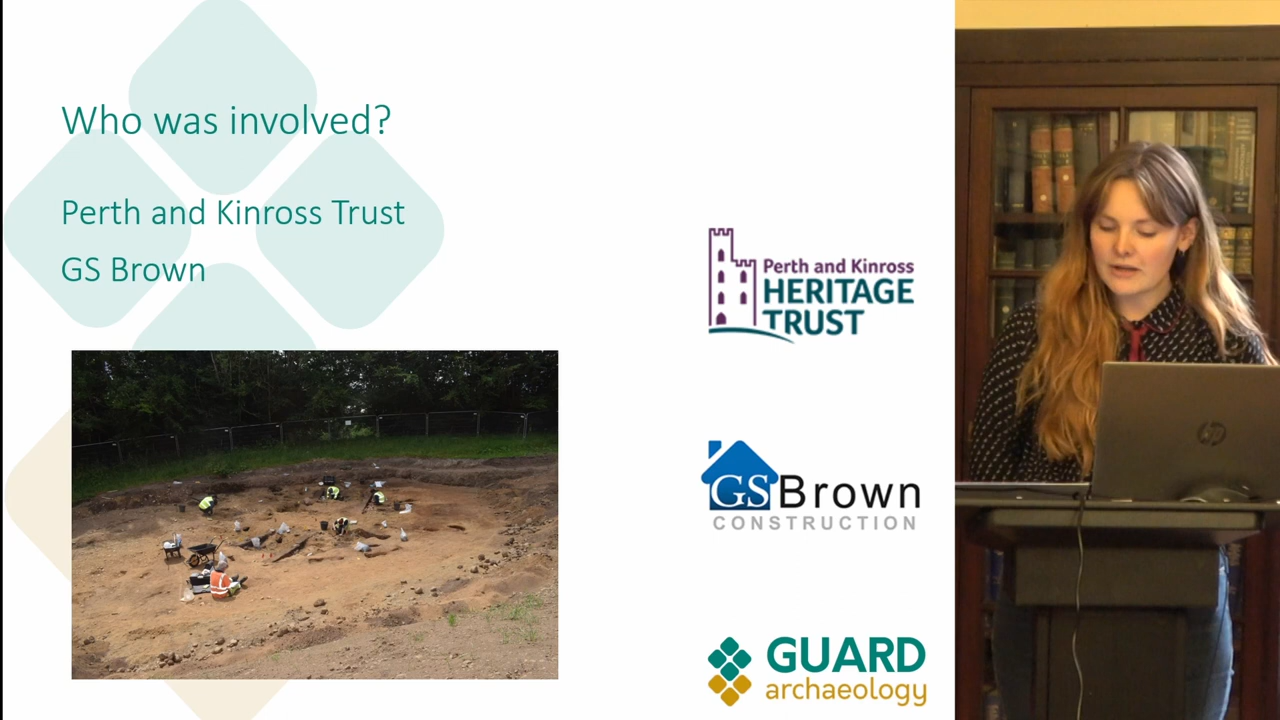 Who was involved?
Perth and Kinross Trust
GS Brown
Perth and Kinross
HERITAGE
TRUST
GS Brown
CONSTRUCTION
GUARD
archaeology
hp